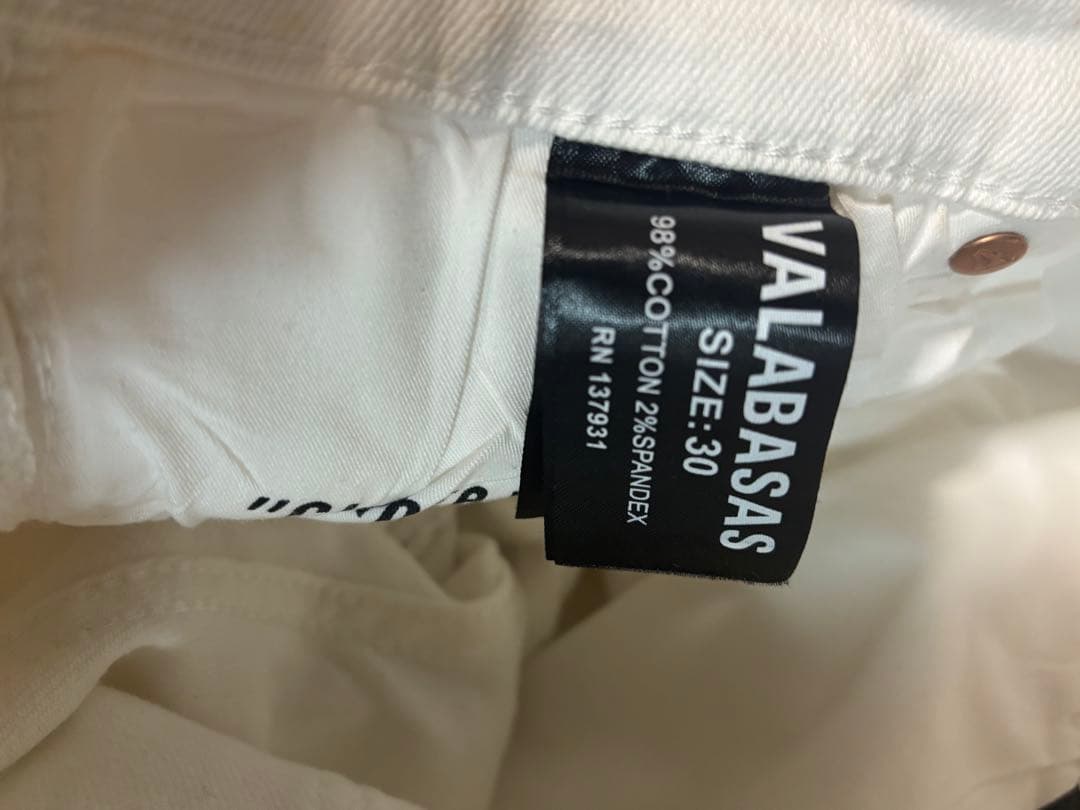 VALABASAS
SIZE:30
98%COTTON 2%SPANDEX
RN 137931